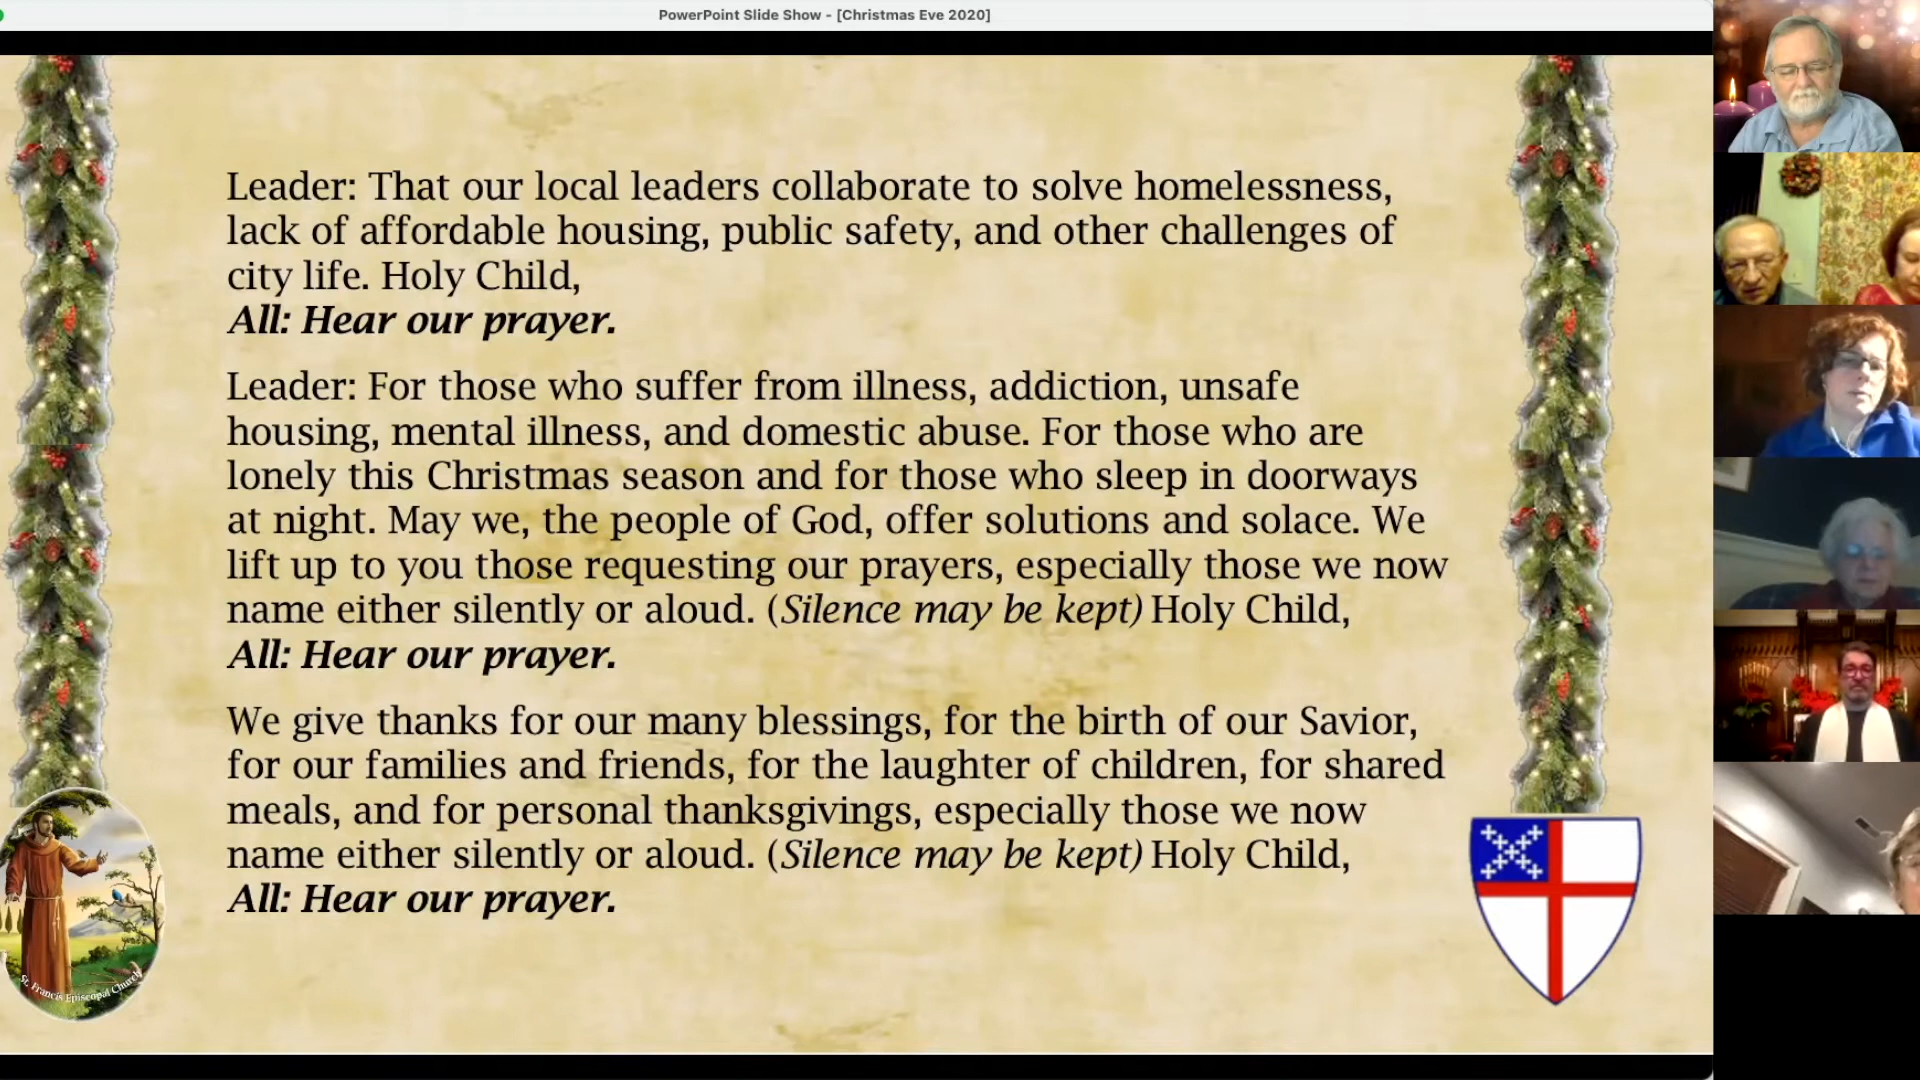 PowerPoint Slide Show - [Christmas Eve 2020]
Leader: That our local leaders collaborate to solve homelessness,
lack of affordable housing, public safety, and other challenges of
city life. Holy Child,
All: Hear our prayer.
Leader: For those who suffer from illness, addiction, unsafe
housing, mental illness, and domestic abuse. For those who are
lonely this Christmas season and for those who sleep in doorways
at night. May we, the people of God, offer solutions and solace. We
lift up to you those requesting our prayers, especially those we now
name either silently or aloud. (Silence may be kept) Holy Child,
All: Hear our prayer.
We give thanks for our many blessings, for the birth of our Savior,
for our families and friends, for the laughter of children, for shared
meals, and for personal thanksgivings, especially those we now
name either silently or aloud. (Silence may be kept) Holy Child,
All: Hear our prayer.
St. Francis Episcopal Church